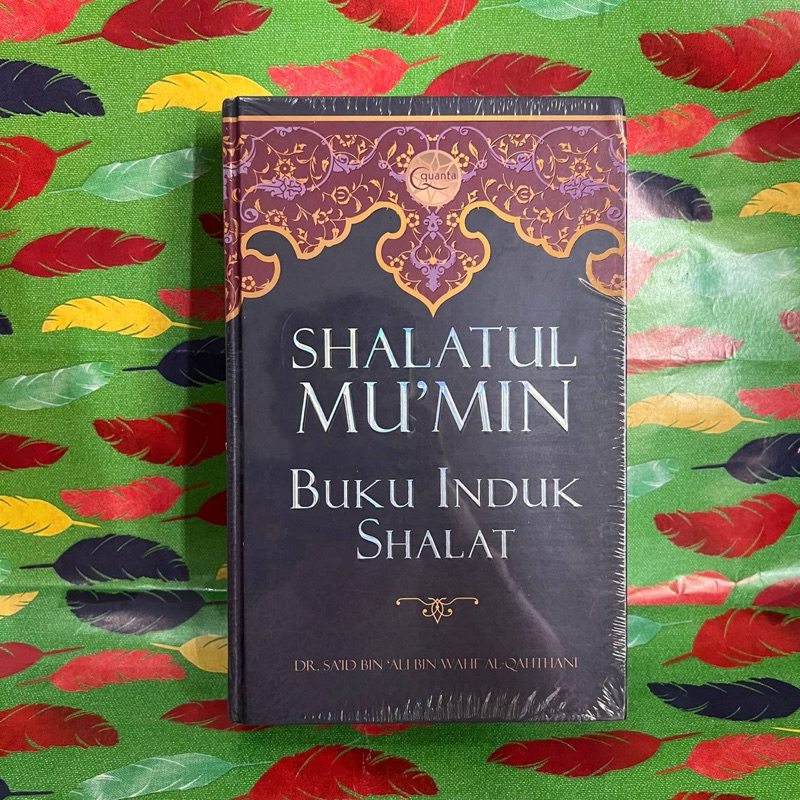 Quanta
SHALATUL
MU'MIN
BUKU INDUK
SHALAT
DR. SA'ID BIN 'ALI BIN WAHF AL-QAHTHANI